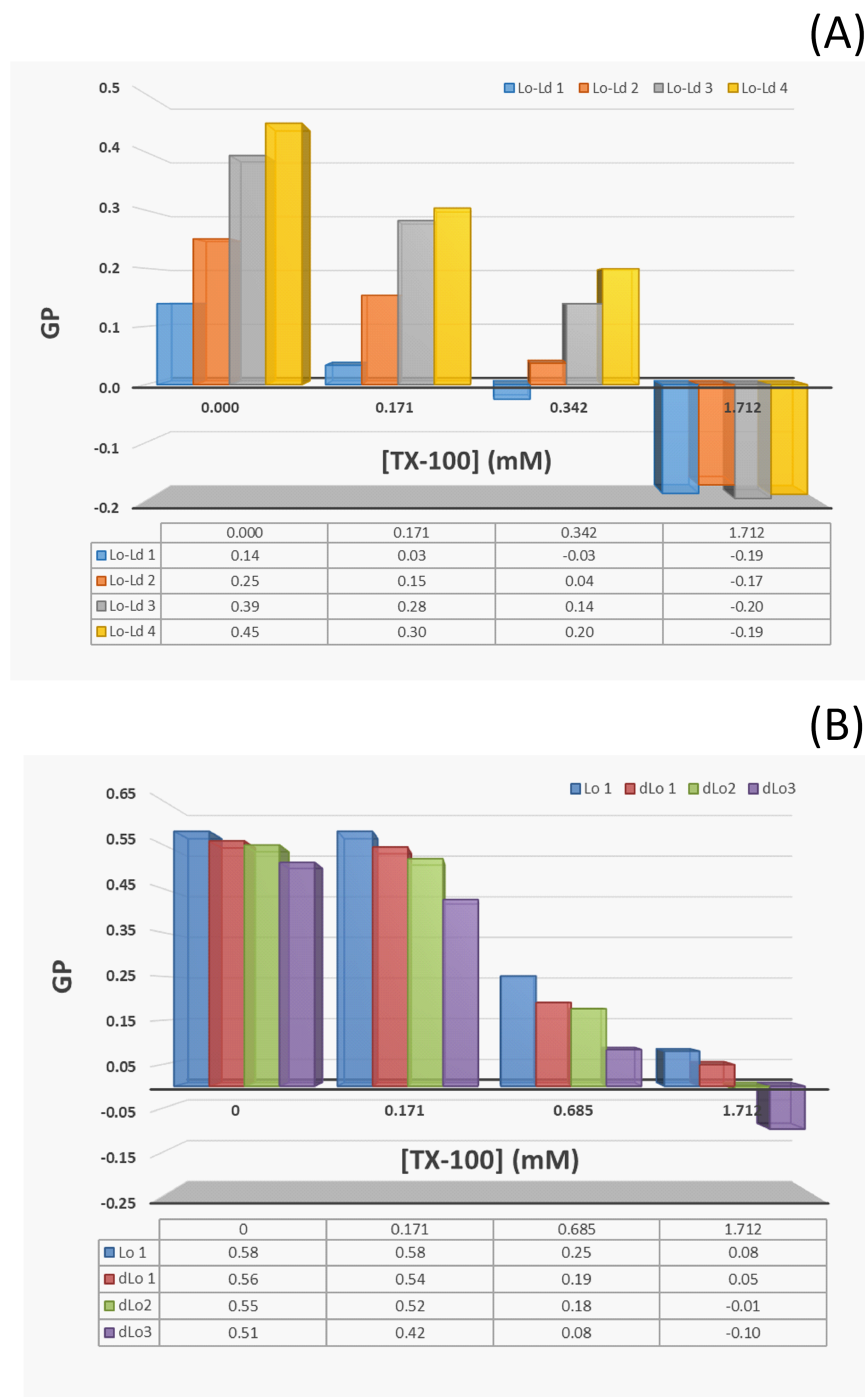 (A)
Lo-Ld 1 Lo-Ld 2 Lo-Ld 3 Lo-Ld 4
0.5
0.4
0.3
0.2
0.1
0.0
-0.1
-0.2
GP
0.000 0.171 0.342 1.712
[TX-100] (mM)
0.000 0.171 0.342 1.712
Lo-Ld 1 0.14 0.03 -0.03 -0.19
Lo-Ld 2 0.25 0.15 0.04 -0.17
Lo-Ld 3 0.39 0.28 0.14 -0.20
Lo-Ld 4 0.45 0.30 0.20 -0.19
(B)
Lo 1 dLo 1 dLo2 dLo3
0.65
0.55
0.45
0.35
0.25
0.15
0.05
-0.05
-0.15
-0.25
GP
0 0.171 0.685 1.712
[TX-100] (mM)
0 0.171 0.685 1.712
Lo 1 0.58 0.58 0.25 0.08
dLo 1 0.56 0.54 0.19 0.05
dLo2 0.55 0.52 0.18 -0.01
dLo3 0.51 0.42 0.08 -0.10